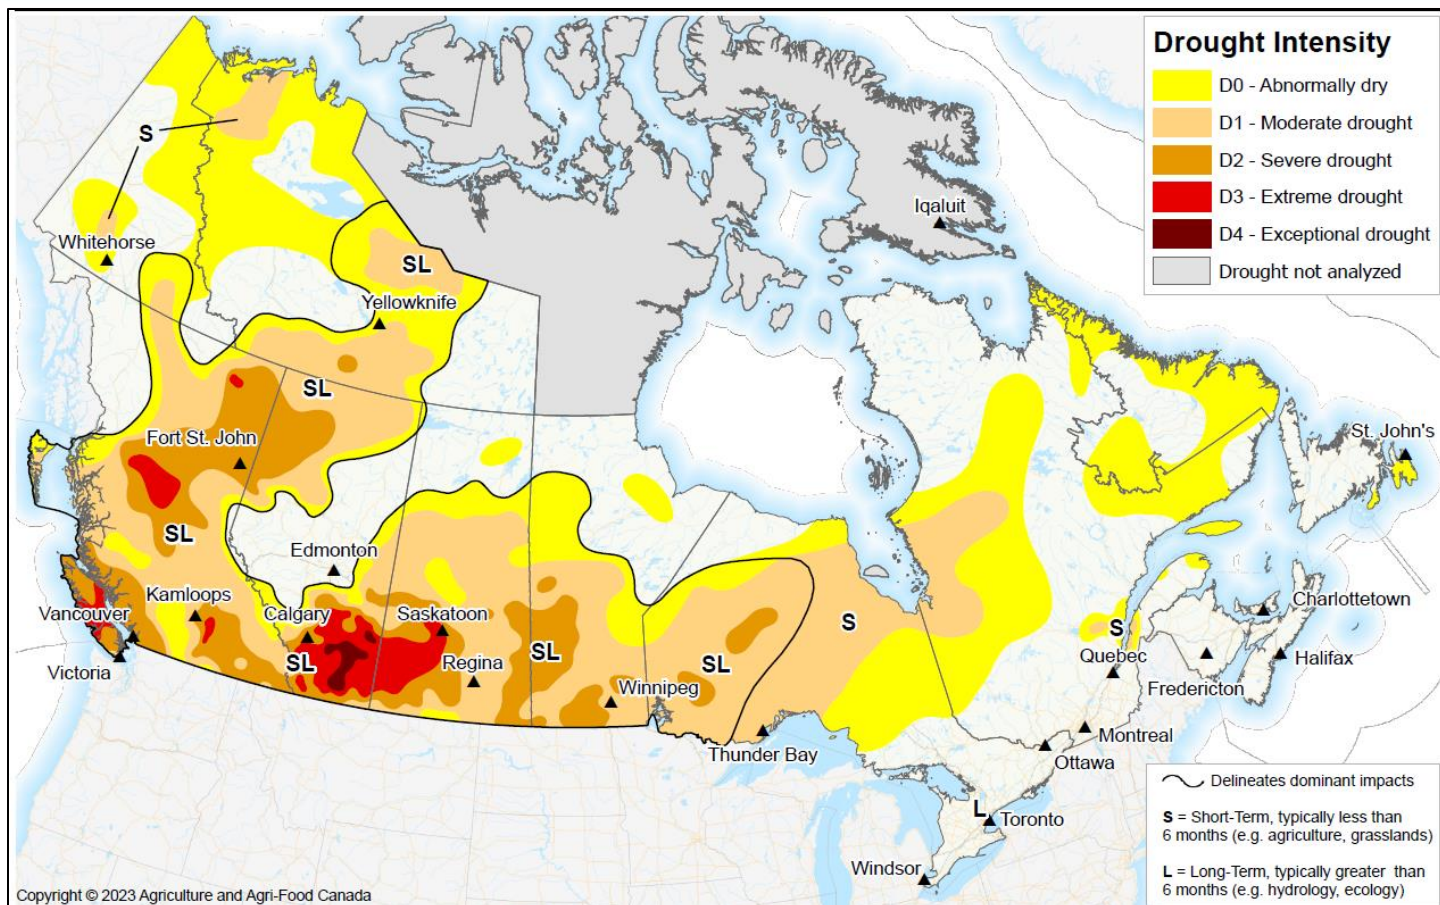 Drought Intensity
D0 - Abnormally dry
D1 - Moderate drought
D2 - Severe drought
D3 - Extreme drought
D4 - Exceptional drought
Drought not analyzed
S
Iqaluit
Whitehorse
SL
Yellowknife
SL
Fort St. John
St. John's
SL
Edmonton
Kamloops
Calgary
Saskatoon
Vancouver
Charlottetown
S
S
SL
SL
SL
Regina
Quebec
Halifax
Victoria
Winnipeg
Fredericton
Montreal
Thunder Bay
Ottawa
L
Toronto
Windsor
Delineates dominant impacts
S = Short-Term, typically less than
6 months (e.g. agriculture, grasslands)
L = Long-Term, typically greater than
6 months (e.g. hydrology, ecology)
Copyright © 2023 Agriculture and Agri-Food Canada